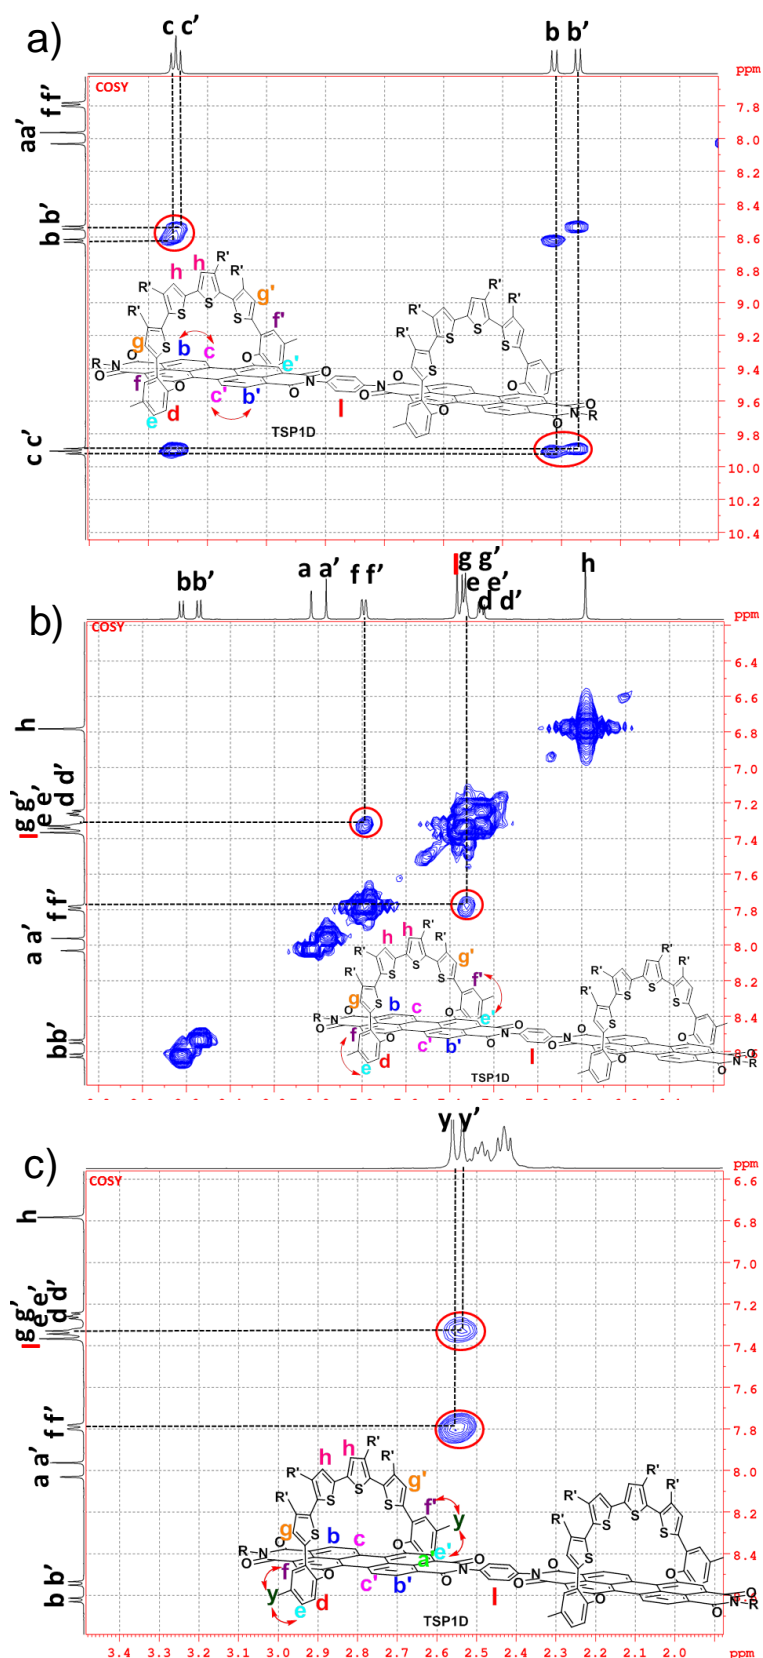 a)
c c'
b b'
ppm
COSY
f f'
aa'
b b'
c c'
7.8
8.0
8.2
8.4
8.6
8.8
9.0
9.2
9.4
9.6
9.8
10.0
10.2
10.4
R' h h R' R' g' S S S f'
R' g S b c e'
R-N O O N N O O N-R
f c' b' l
e d
TSP1D
R' R' R' R' S S S S
b)
bb'
a a'
f f'
l g g'
e e'
d d'
h
ppm
COSY
h
l g g'
e e'
d d'
f f'
a a'
bb'
6.4
6.6
6.8
7.0
7.2
7.4
7.6
7.8
8.0
8.2
8.4
R' h h R' R' g' S S S f'
R' g S b c e'
O N O O N N O O N R
f c' b' l
e d
TSP1D
R' R' R' R' S S S S
c)
y y'
ppm
COSY
h
l g g'
e e'
d d'
f f'
a a'
b b'
6.6
6.8
7.0
7.2
7.4
7.6
7.8
8.0
8.2
8.4
R' h h R' R' g' S S S f'
R' g S b c y e' a
R-N O O N N O O N-R
f c' b' l
y e d
TSP1D
R' R' R' R' S S S S
3.4 3.3 3.2 3.1 3.0 2.9 2.8 2.7 2.6 2.5 2.4 2.3 2.2 2.1 2.0